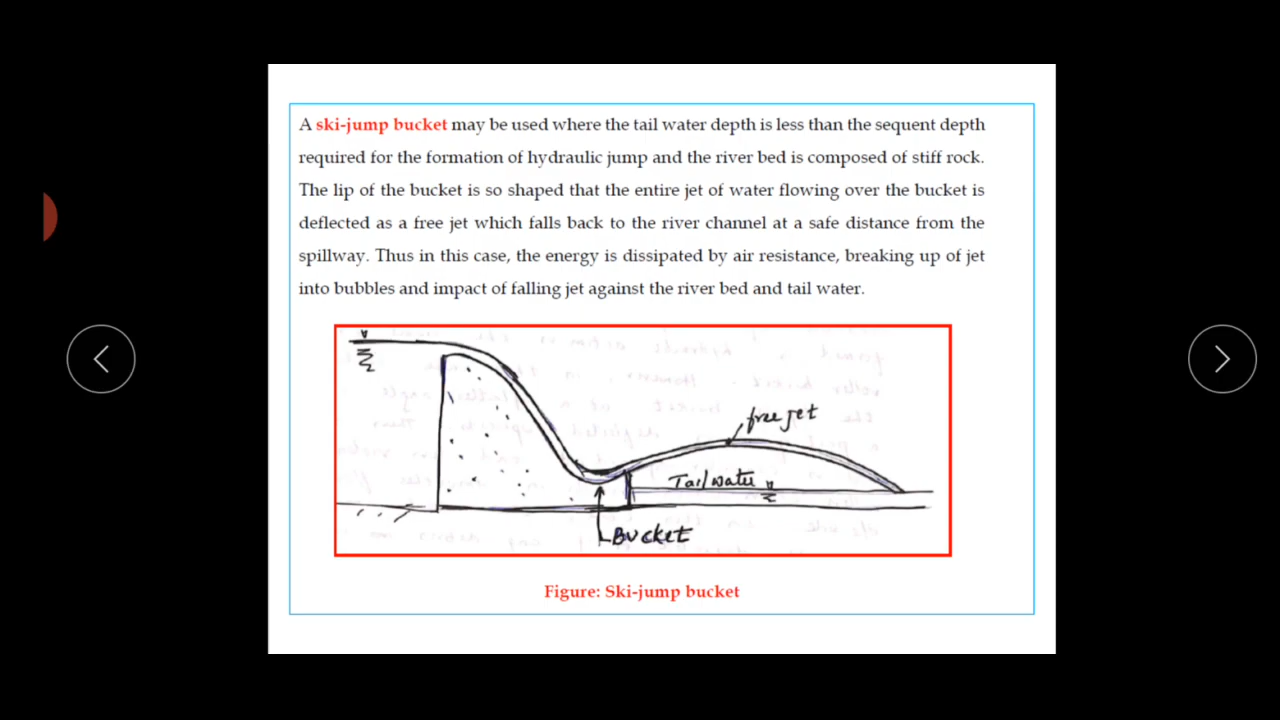 A ski-jump bucket may be used where the tail water depth is less than the sequent depth
required for the formation of hydraulic jump and the river bed is composed of stiff rock.
The lip of the bucket is so shaped that the entire jet of water flowing over the bucket is
deflected as a free jet which falls back to the river channel at a safe distance from the
spillway. Thus in this case, the energy is dissipated by air resistance, breaking up of jet
into bubbles and impact of falling jet against the river bed and tail water.
free jet
Tail water
Bucket
Figure: Ski-jump bucket